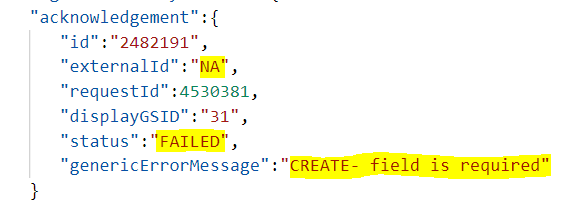 "acknowledgement":{
"id":"2482191",
"externalId":"NA",
"requestId":4530381,
"displayGSID":"31",
"status":"FAILED",
"genericErrorMessage":"CREATE- field is required"
}